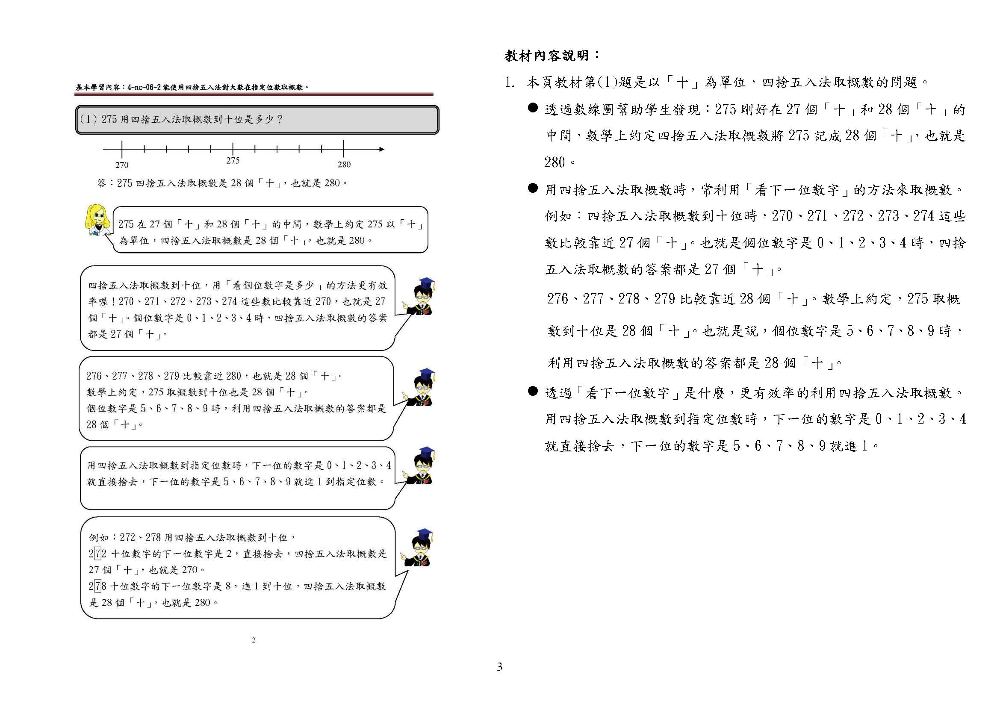 基本學習內容：4-nc-06-2 能使用四捨五入法對大數在指定位數取概數。
（1）275 用四捨五入法取概數到十位是多少？
270 275 280
答：275 四捨五入法取概數是 28 個「十」，也就是 280。
275 在 27 個「十」和 28 個「十」的中間，數學上約定 275 以「十」
為單位，四捨五入法取概數是 28 個「十」，也就是 280。
四捨五入法取概數到十位，用「看個位數字是多少」的方法更有效
率喔！270、271、272、273、274 這些數比較靠近 270，也就是 27
個「十」。個位數字是 0、1、2、3、4 時，四捨五入法取概數的答案
都是 27 個「十」。
276、277、278、279 比較靠近 280，也就是 28 個「十」。
數學上約定，275 取概數到十位也是 28 個「十」。
個位數字是 5、6、7、8、9 時，利用四捨五入法取概數的答案都是
28 個「十」。
用四捨五入法取概數到指定位數時，下一位的數字是 0、1、2、3、4
就直接捨去，下一位的數字是 5、6、7、8、9 就進 1 到指定位數。
例如：272、278 用四捨五入法取概數到十位，
272 十位數字的下一位數字是 2，直接捨去，四捨五入法取概數是
27 個「十」，也就是 270。
278 十位數字的下一位數字是 8，進 1 到十位，四捨五入法取概數
是 28 個「十」，也就是 280。
2
教材內容說明：
1. 本頁教材第(1)題是以「十」為單位，四捨五入法取概數的問題。
● 透過數線圖幫助學生發現：275 剛好在 27 個「十」和 28 個「十」的
中間，數學上約定四捨五入法取概數將 275 記成 28 個「十」，也就是
280。
● 用四捨五入法取概數時，常利用「看下一位數字」的方法來取概數。
例如：四捨五入法取概數到十位時，270、271、272、273、274 這些
數比較靠近 27 個「十」。也就是個位數字是 0、1、2、3、4 時，四捨
五入法取概數的答案都是 27 個「十」。
276、277、278、279 比較靠近 28 個「十」。數學上約定，275 取概
數到十位是 28 個「十」。也就是說，個位數字是 5、6、7、8、9 時，
利用四捨五入法取概數的答案都是 28 個「十」。
● 透過「看下一位數字」是什麼，更有效率的利用四捨五入法取概數。
用四捨五入法取概數到指定位數時，下一位的數字是 0、1、2、3、4
就直接捨去，下一位的數字是 5、6、7、8、9 就進 1。
3